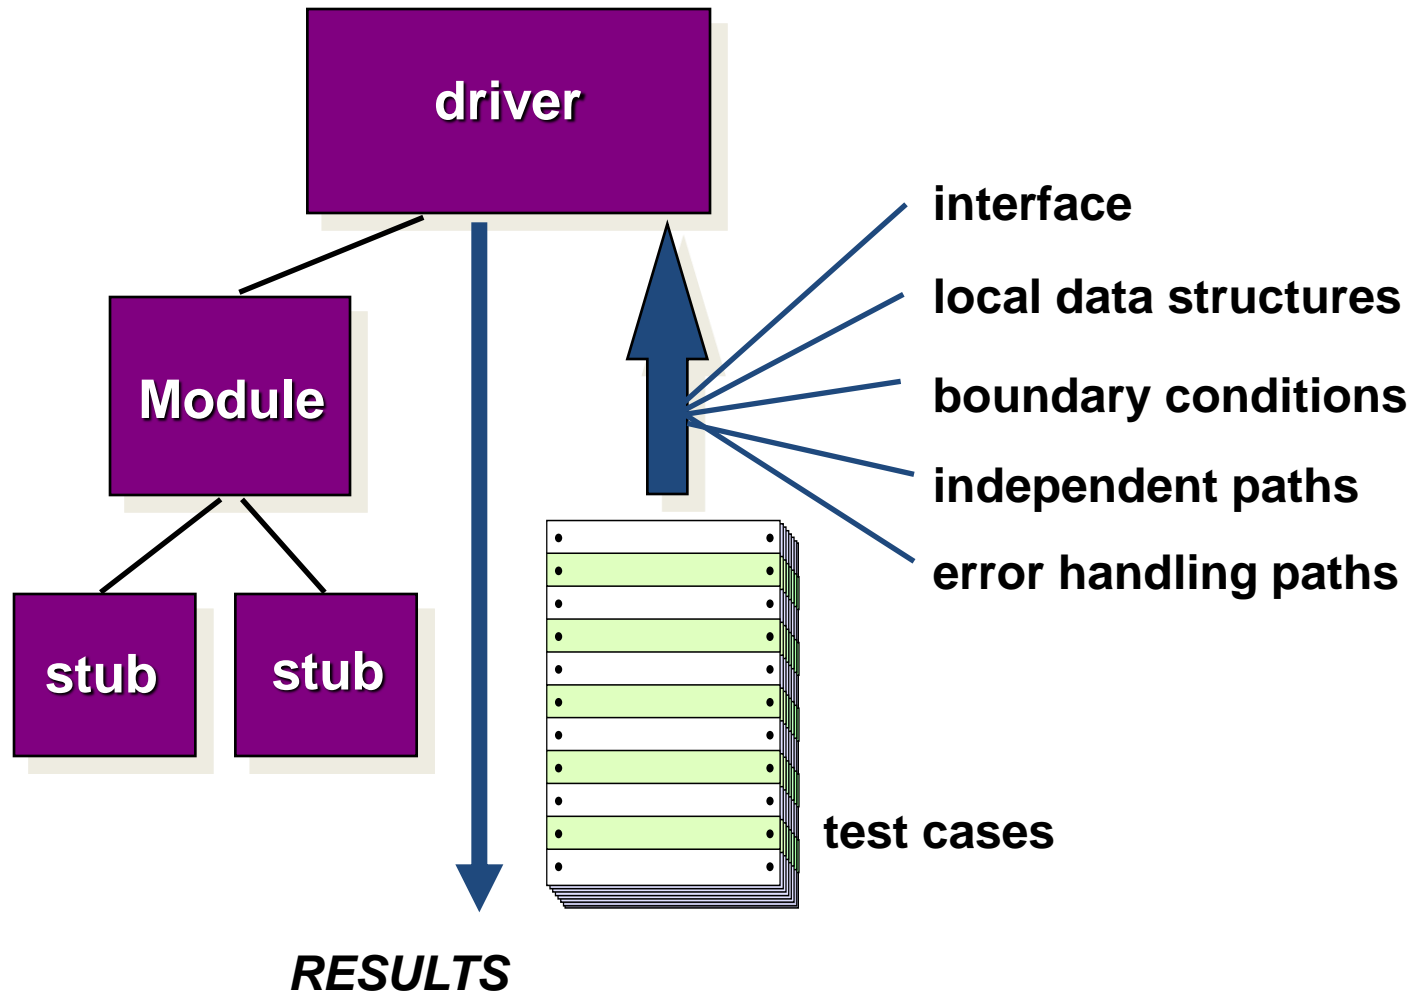 driver
interface
local data structures
Module
boundary conditions
independent paths
error handling paths
stub
stub
test cases
RESULTS